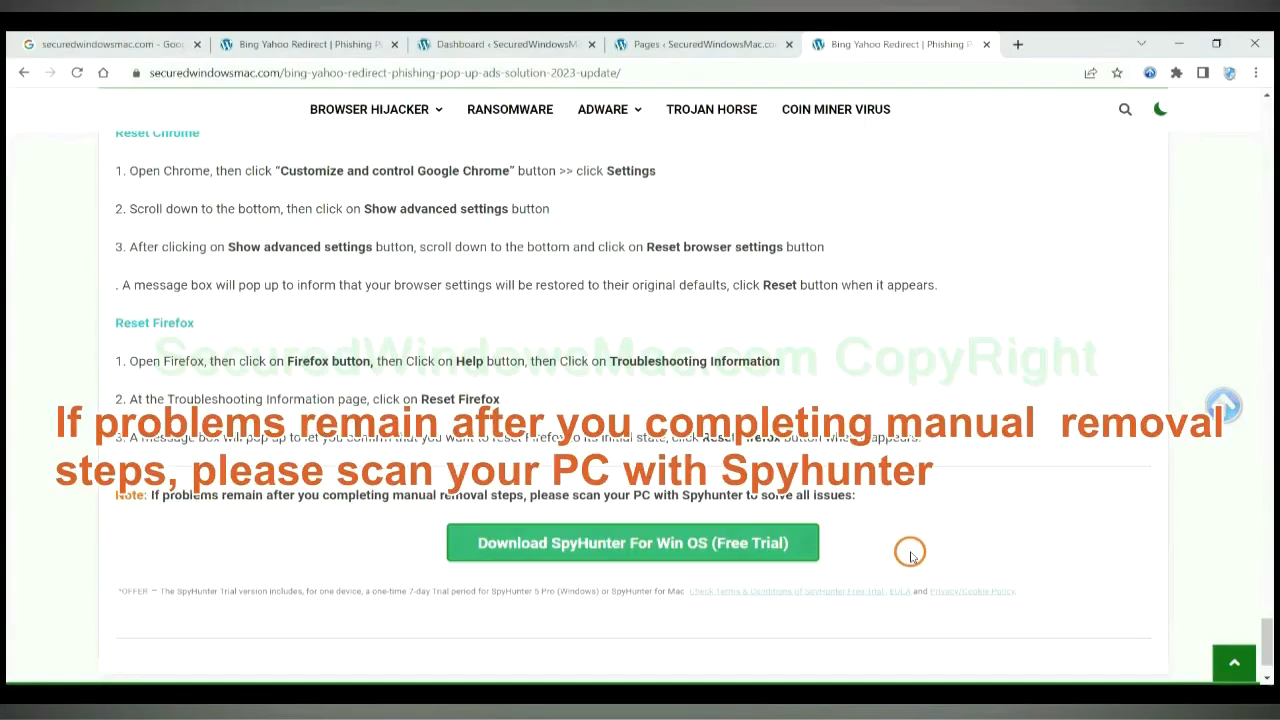 securedwindowsmac.com - Goo
Bing Yahoo Redirect | Phishing P
Dashboard ‹ SecuredWindowsM
Pages ‹ SecuredWindowsMac.co
Bing Yahoo Redirect | Phishing P
securedwindowsmac.com/bing-yahoo-redirect-phishing-pop-up-ads-solution-2023-update/
BROWSER HIJACKER RANSOMWARE ADWARE TROJAN HORSE COIN MINER VIRUS
Reset Chrome
1. Open Chrome, then click “Customize and control Google Chrome” button >> click Settings
2. Scroll down to the bottom, then click on Show advanced settings button
3. After clicking on Show advanced settings button, scroll down to the bottom and click on Reset browser settings button
. A message box will pop up to inform that your browser settings will be restored to their original defaults, click Reset button when it appears.
Reset Firefox
SecuredWindowsMac.com CopyRight
1. Open Firefox, then click on Firefox button, then Click on Help button, then Click on Troubleshooting Information
2. At the Troubleshooting Information page, click on Reset Firefox
If problems remain after you completing manual removal
3. A message box will pop up to let you confirm that you want to reset Firefox to its initial state, click Reset Firefox button when it appears.
steps, please scan your PC with Spyhunter
Note: If problems remain after you completing manual removal steps, please scan your PC with Spyhunter to solve all issues:
Download SpyHunter For Win OS (Free Trial)
*OFFER – The SpyHunter Trial version includes, for one device, a one-time 7-day Trial period for SpyHunter 5 Pro (Windows) or SpyHunter for Mac Check Terms & Conditions of SpyHunter Free Trial, EULA and Privacy/Cookie Policy.